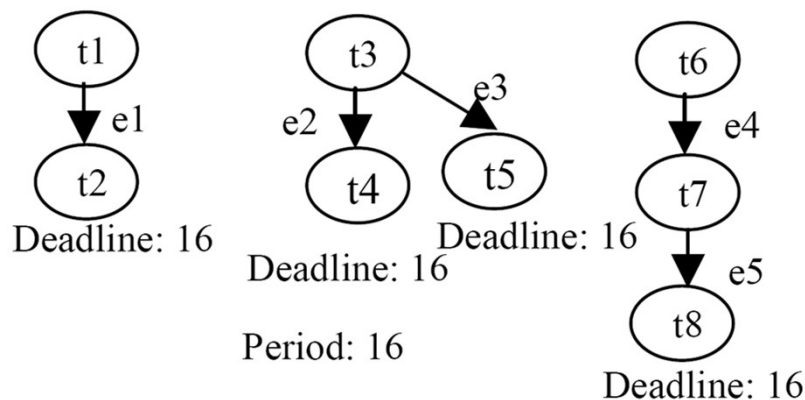 t1
e1
t2
Deadline: 16
t3
e2
e3
t4
t5
Deadline: 16
Deadline: 16
Period: 16
t6
e4
t7
e5
t8
Deadline: 16